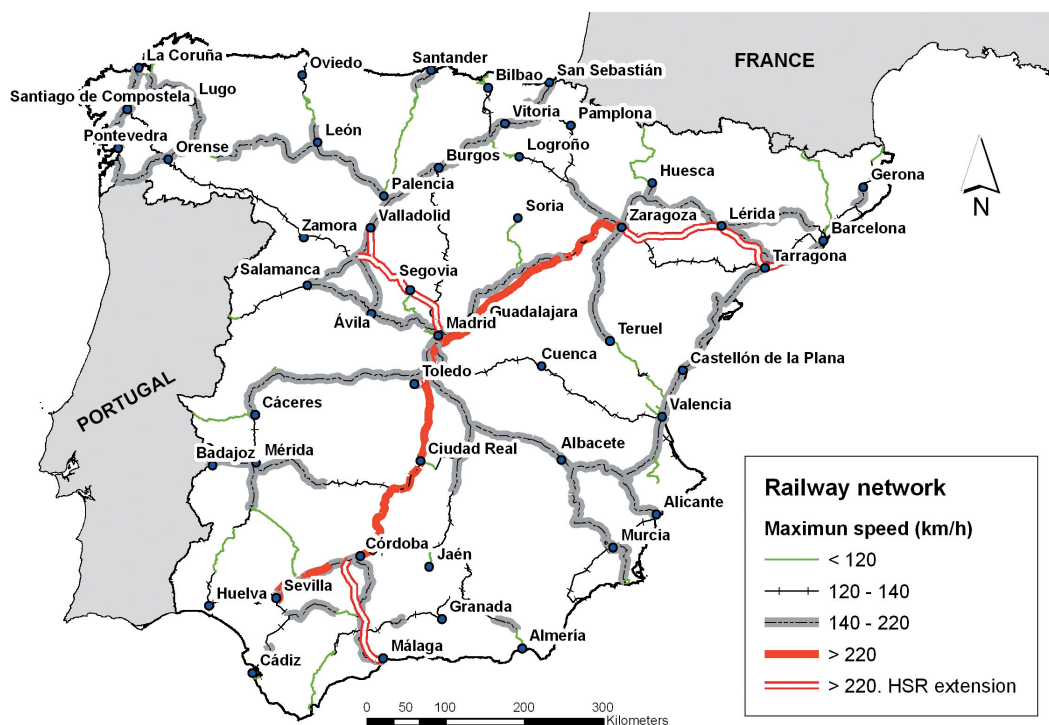 FRANCE
La Coruña
Oviedo
Santander
Bilbao
San Sebastián
Lugo
Santiago de Compostela
Vitoria
Pamplona
León
Pontevedra
Orense
Logroño
Burgos
Huesca
Gerona
N
Palencia
Soria
Zaragoza
Lérida
Zamora
Valladolid
Barcelona
Tarragona
Salamanca
Segovia
Guadalajara
Ávila
Madrid
Teruel
Cuenca
Castellón de la Plana
Toledo
PORTUGAL
Cáceres
Valencia
Badajoz
Mérida
Ciudad Real
Albacete
Alicante
Murcia
Córdoba
Jaén
Huelva
Sevilla
Granada
Almería
Málaga
Cádiz
Railway network
Maximun speed (km/h)
< 120
120 - 140
140 - 220
> 220
> 220. HSR extension
0 50 100 200 300
Kilometers